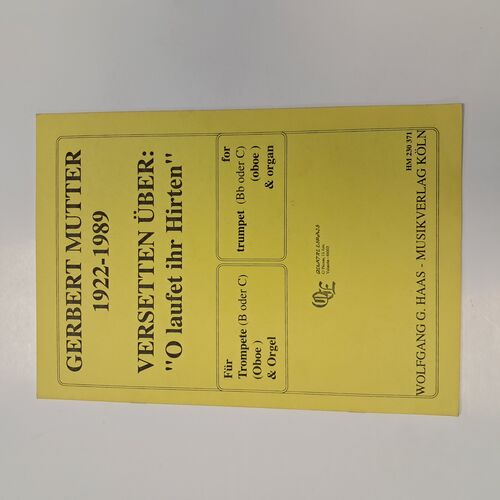 GERBERT MUTTER
1922-1989
VERSETTEN ÜBER:
"O laufet ihr Hirten"
Für
Trompete (B oder C)
(Oboe )
& Orgel
for
trumpet (Bb oder C)
(oboe )
& organ
HM 230 371
WOLFGANG G. HAAS - MUSIKVERLAG KÖLN